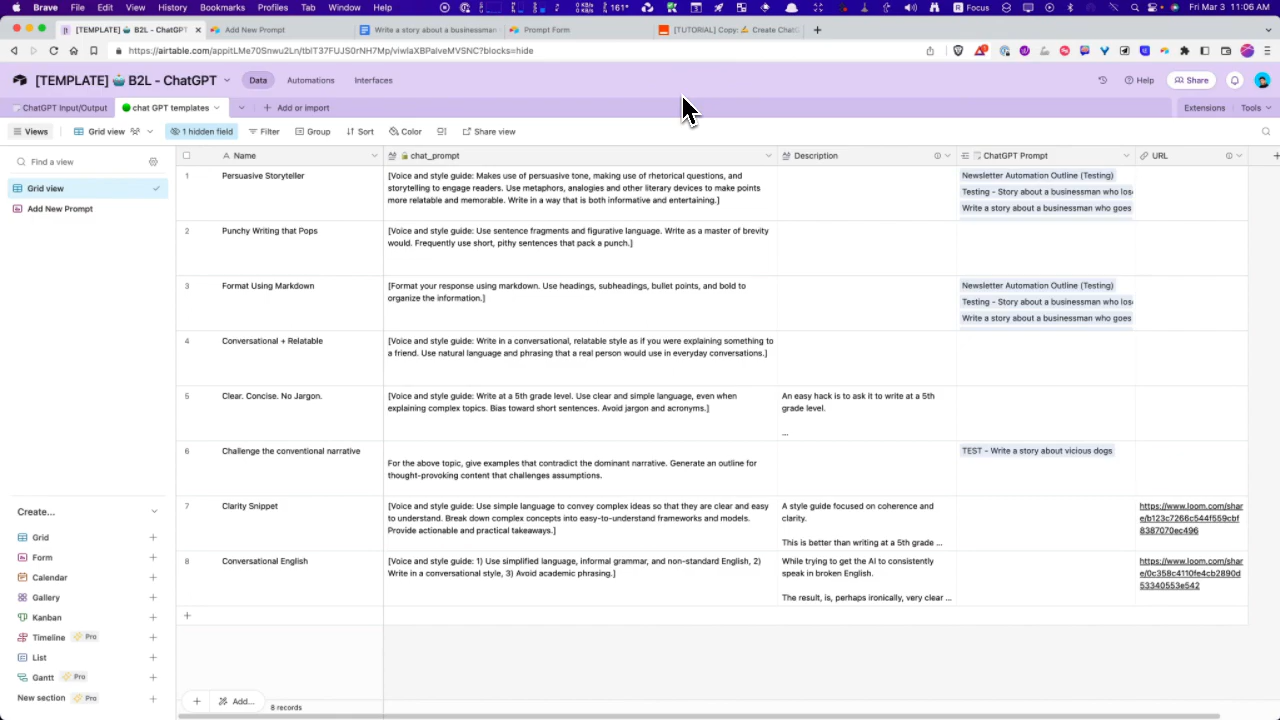 Brave File Edit View History Bookmarks Profiles Tab Window Help
161°
Focus
Fri Mar 3 11:15 AM
[TEMPLATE] B2L - ChatGPT
Add New Prompt
Write a story about a businessman
Prompt Form
[TUTORIAL] Copy: Create ChatG
https://airtable.com/
[TEMPLATE] B2L - ChatGPT
Data
Automations
Interfaces
Help
Share
ChatGPT Input/Output
chat GPT templates
Add or import
Extensions
Tools
Views
Grid view
1 hidden field
Filter
Group
Sort
Color
Share view
Find a view
Name
chat_prompt
Description
ChatGPT Prompt
URL
Grid view
Add New Prompt
1
Persuasive Storyteller
[Voice and style guide: Makes use of persuasive tone, making use of rhetorical questions, and
storytelling to engage readers. Use metaphors, analogies and other literary devices to make points
more relatable and memorable. Write in a way that is both informative and entertaining.]
Newsletter Automation Outline (Testing)
Testing - Story about a businessman who los
Write a story about a businessman who goes
2
Punchy Writing that Pops
[Voice and style guide: Use sentence fragments and figurative language. Write as a master of brevity
would. Frequently use short, pithy sentences that pack a punch.]
3
Format Using Markdown
[Format your response using markdown. Use headings, subheadings, bullet points, and bold to
organize the information.]
Newsletter Automation Outline (Testing)
Testing - Story about a businessman who los
Write a story about a businessman who goes
4
Conversational + Relatable
[Voice and style guide: Write in a conversational, relatable style as if you were explaining something to
a friend. Use natural language and phrasing that a real person would use in everyday conversations.]
5
Clear. Concise. No Jargon.
[Voice and style guide: Write at a 5th grade level. Use clear and simple language, even when
explaining complex topics. Bias toward short sentences. Avoid jargon and acronyms.]
An easy hack is to ask it to write at a 5th
grade level.
...
6
Challenge the conventional narrative
For the above topic, give examples that contradict the dominant narrative. Generate an outline for
thought-provoking content that challenges assumptions.
TEST - Write a story about vicious dogs
7
Clarity Snippet
[Voice and style guide: Use simple language to convey complex ideas so that they are clear and easy
to understand. Break down complex concepts into easy-to-understand frameworks and models.
Provide actionable and practical takeaways.]
A style guide focused on coherence and
clarity.
This is better than writing at a 5th grade ...
https://www.loom.com/shar
e/b123c7266c544f559cbf
8387070ec496
8
Conversational English
[Voice and style guide: 1) Use simplified language, informal grammar, and non-standard English, 2)
Write in a conversational style, 3) Avoid academic phrasing.]
While trying to get the AI to consistently
speak in broken English.
The result, is, perhaps ironically, very clear ...
https://www.loom.com/shar
e/0c358c4110fe4cb2890d
53340553e542
Create...
Grid
Form
Calendar
Gallery
Kanban
Timeline Pro
List
Gantt Pro
New section Pro
Add...
8 records